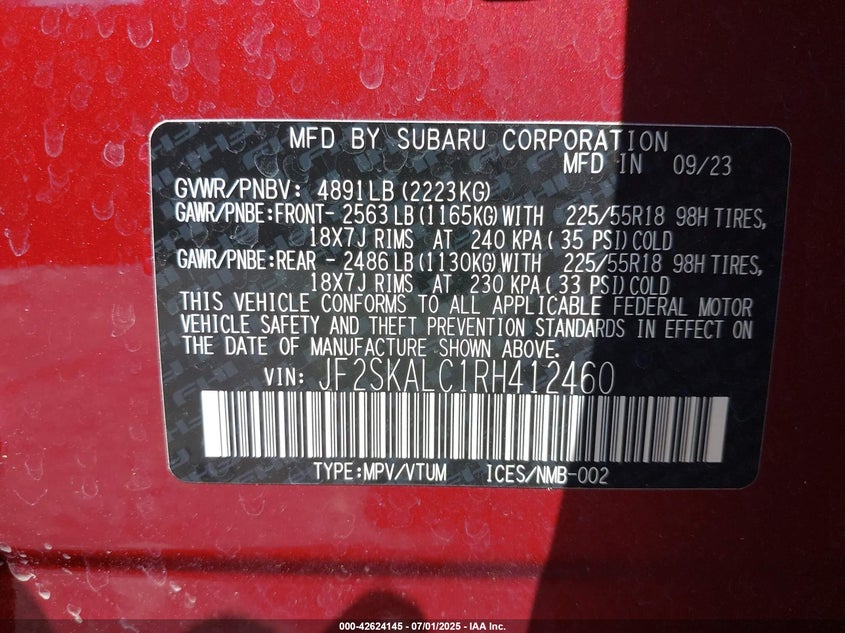 MFD BY SUBARU CORPORATION
MFD IN 09/23
GVWR/PNBV: 4891LB (2223KG)
GAWR/PNBE:FRONT- 2563 LB (1165KG) WITH 225/55R18 98H TIRES,
18X7J RIMS AT 240 KPA ( 35 PSI) COLD
GAWR/PNBE:REAR - 2486 LB (1130KG) WITH 225/55R18 98H TIRES,
18X7J RIMS AT 230 KPA ( 33 PSI) COLD
THIS VEHICLE CONFORMS TO ALL APPLICABLE FEDERAL MOTOR
VEHICLE SAFETY AND THEFT PREVENTION STANDARDS IN EFFECT ON
THE DATE OF MANUFACTURE SHOWN ABOVE.
VIN: JF2SKALC1RH412460
TYPE:MPV/VTUM ICES/NMB-002
000-42624145 - 07/01/2025 - IAA Inc.